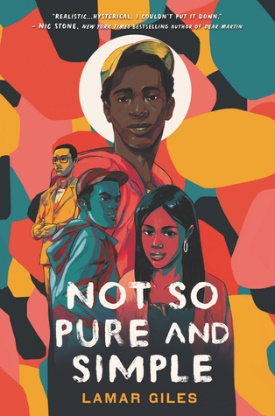 "REALISTIC...HYSTERICAL. I COULDN'T PUT IT DOWN."
– NIC STONE, NEW YORK TIMES BESTSELLING AUTHOR OF DEAR MARTIN
NOT SO
PURE AND
SIMPLE
LAMAR GILES